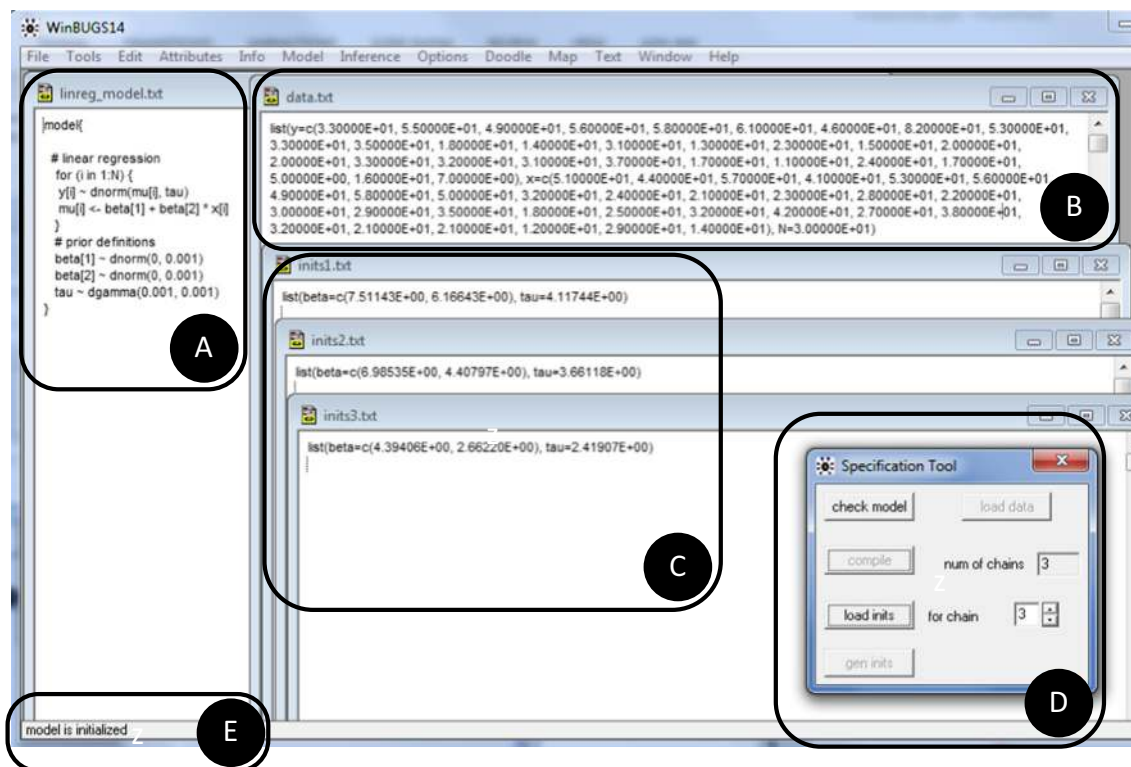 WinBUGS14
File Tools Edit Attributes Info Model Inference Options Doodle Map Text Window Help
linreg_model.txt
model{
# linear regression
for (i in 1:N) {
y[i] ~ dnorm(mu[i], tau)
mu[i] <- beta[1] + beta[2] * x[i]
}
# prior definitions
beta[1] ~ dnorm(0, 0.001)
beta[2] ~ dnorm(0, 0.001)
tau ~ dgamma(0.001, 0.001)
}
A
data.txt
list(y=c(3.30000E+01, 5.50000E+01, 4.90000E+01, 5.60000E+01, 5.80000E+01, 6.10000E+01, 4.60000E+01, 8.20000E+01, 5.30000E+01,
3.30000E+01, 3.50000E+01, 1.80000E+01, 1.40000E+01, 3.10000E+01, 1.30000E+01, 2.30000E+01, 1.50000E+01, 2.00000E+01,
2.00000E+01, 3.30000E+01, 3.20000E+01, 3.10000E+01, 3.70000E+01, 1.70000E+01, 1.10000E+01, 2.40000E+01, 1.70000E+01,
5.00000E+00, 1.60000E+01, 7.00000E+00), x=c(5.10000E+01, 4.40000E+01, 5.70000E+01, 4.10000E+01, 5.30000E+01, 5.60000E+01
4.90000E+01, 5.80000E+01, 5.00000E+01, 3.20000E+01, 2.40000E+01, 2.10000E+01, 2.30000E+01, 2.80000E+01, 2.20000E+01,
3.00000E+01, 2.90000E+01, 3.50000E+01, 1.80000E+01, 2.50000E+01, 3.20000E+01, 4.20000E+01, 2.70000E+01, 3.80000E+01,
3.20000E+01, 2.10000E+01, 2.10000E+01, 1.20000E+01, 2.90000E+01, 1.40000E+01), N=3.00000E+01)
B
inits1.txt
list(beta=c(7.51143E+00, 6.16643E+00), tau=4.11744E+00)
inits2.txt
list(beta=c(6.98535E+00, 4.40797E+00), tau=3.66118E+00)
inits3.txt
list(beta=c(4.39406E+00, 2.66220E+00), tau=2.41907E+00)
z
C
Specification Tool
check model load data
compile num of chains 3
z
load inits for chain 3
gen inits
D
model is initialized
z
E